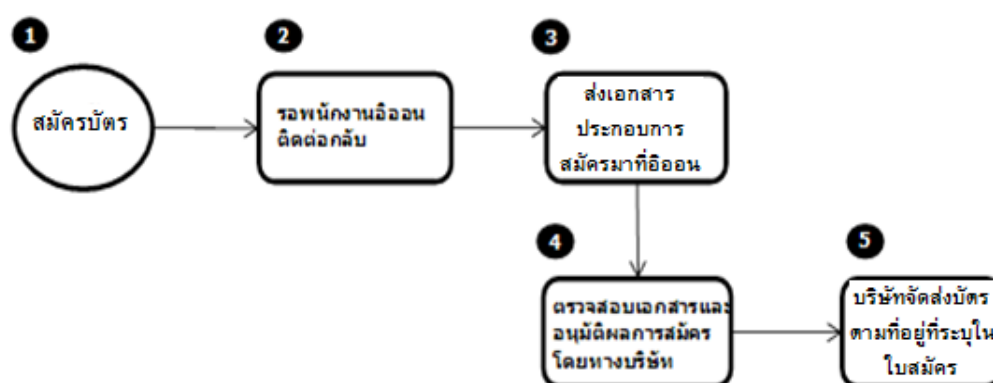 1
สมัครบัตร
2
รอพนักงานอิออน
ติดต่อกลับ
3
ส่งเอกสาร
ประกอบการ
สมัครมาที่อิออน
4
ตรวจสอบเอกสารและ
อนุมัติผลการสมัคร
โดยทางบริษัท
5
บริษัทจัดส่งบัตร
ตามที่อยู่ที่ระบุใน
ใบสมัคร